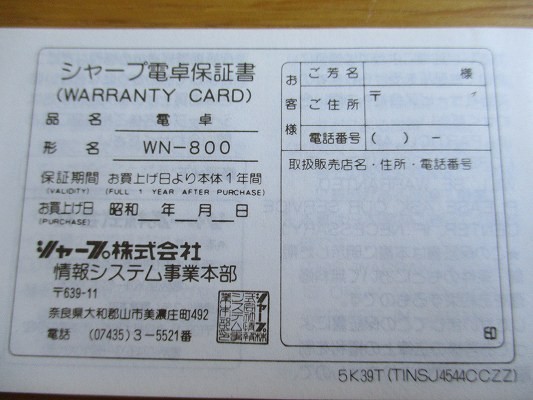 シャープ電卓保証書
(WARRANTY CARD)
品名 電卓
形名 WN-800
保証期間 お買上げ日より本体1年間
(VALIDITY) (FULL 1 YEAR AFTER PURCHASE)
お買上げ日 昭和 年 月 日
(PURCHASE)
シャープ株式会社
情報システム事業本部
〒639-11
奈良県大和郡山市美濃庄町492
電話 (07435)3-5521番
お客様
ご芳名 様
ご住所 〒
電話番号 ( ) -
取扱販売店名・住所・電話番号
印
5K39T(TINSJ4544CCZZ)